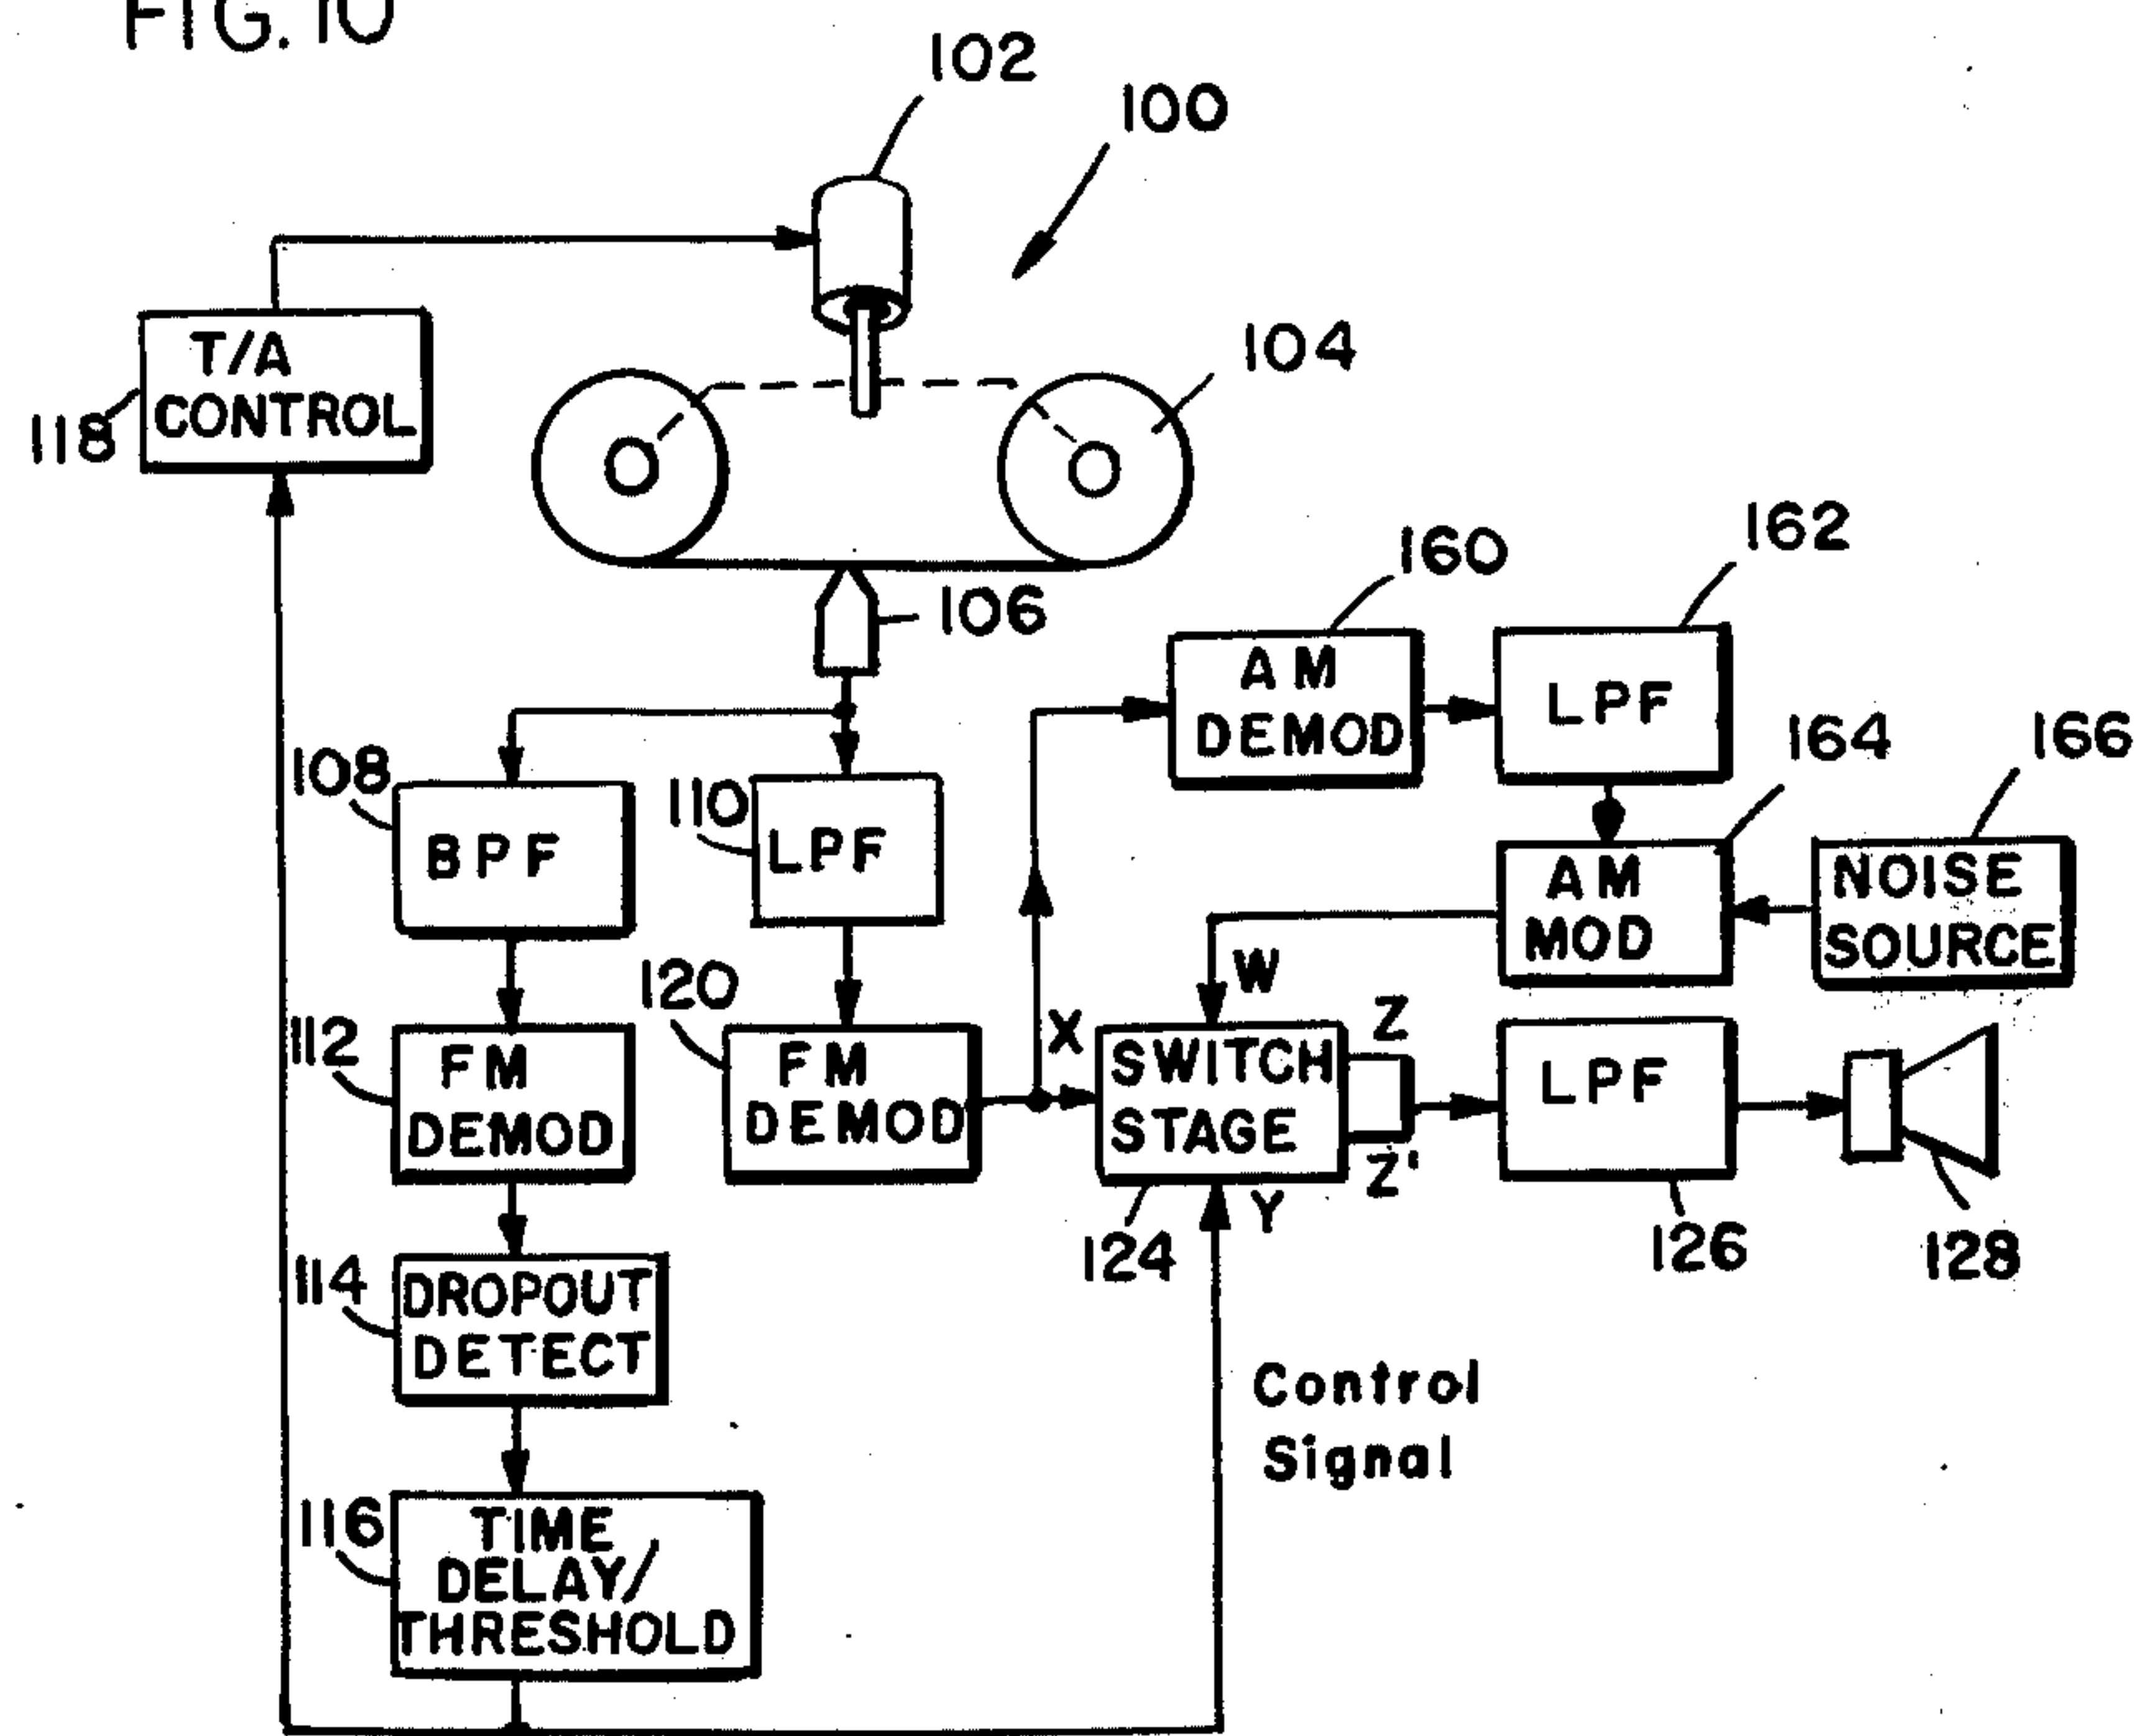 FIG. 10
102
100
104
T/A
CONTROL
118
106
160
162
AM
DEMOD
LPF
164
166
108
BPF
110
LPF
AM
MOD
NOISE
SOURCE
W
112
FM
DEMOD
120
FM
DEMOD
X
SWITCH
STAGE
Z
Z'
Y
124
LPF
126
128
114
DROPOUT
DETECT
Control
Signal
116
TIME
DELAY/
THRESHOLD